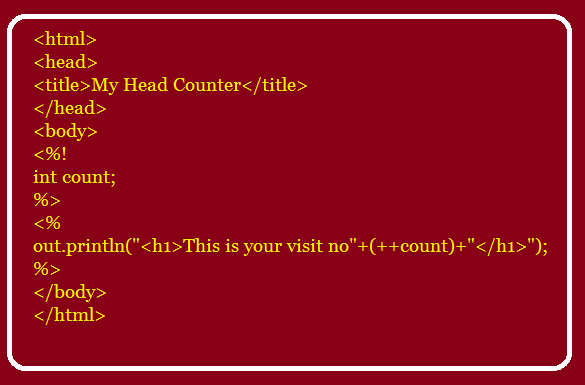 <html>
<head>
<title>My Head Counter</title>
</head>
<body>
<%!
int count;
%>
<%
out.println("<h1>This is your visit no"+(++count)+"</h1>");
%>
</body>
</html>